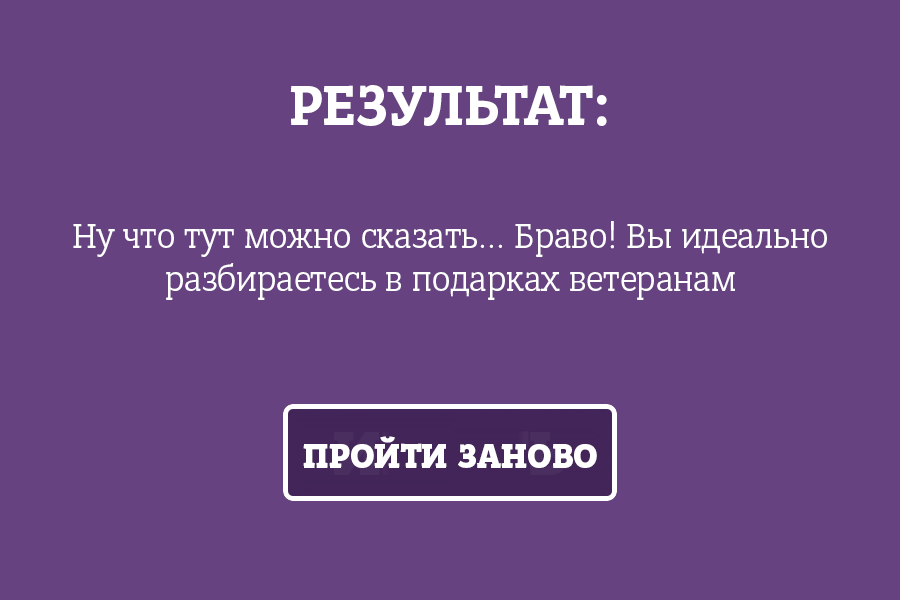 РЕЗУЛЬТАТ:
Ну что тут можно сказать... Браво! Вы идеально
разбираетесь в подарках ветеранам
ПРОЙТИ ЗАНОВО